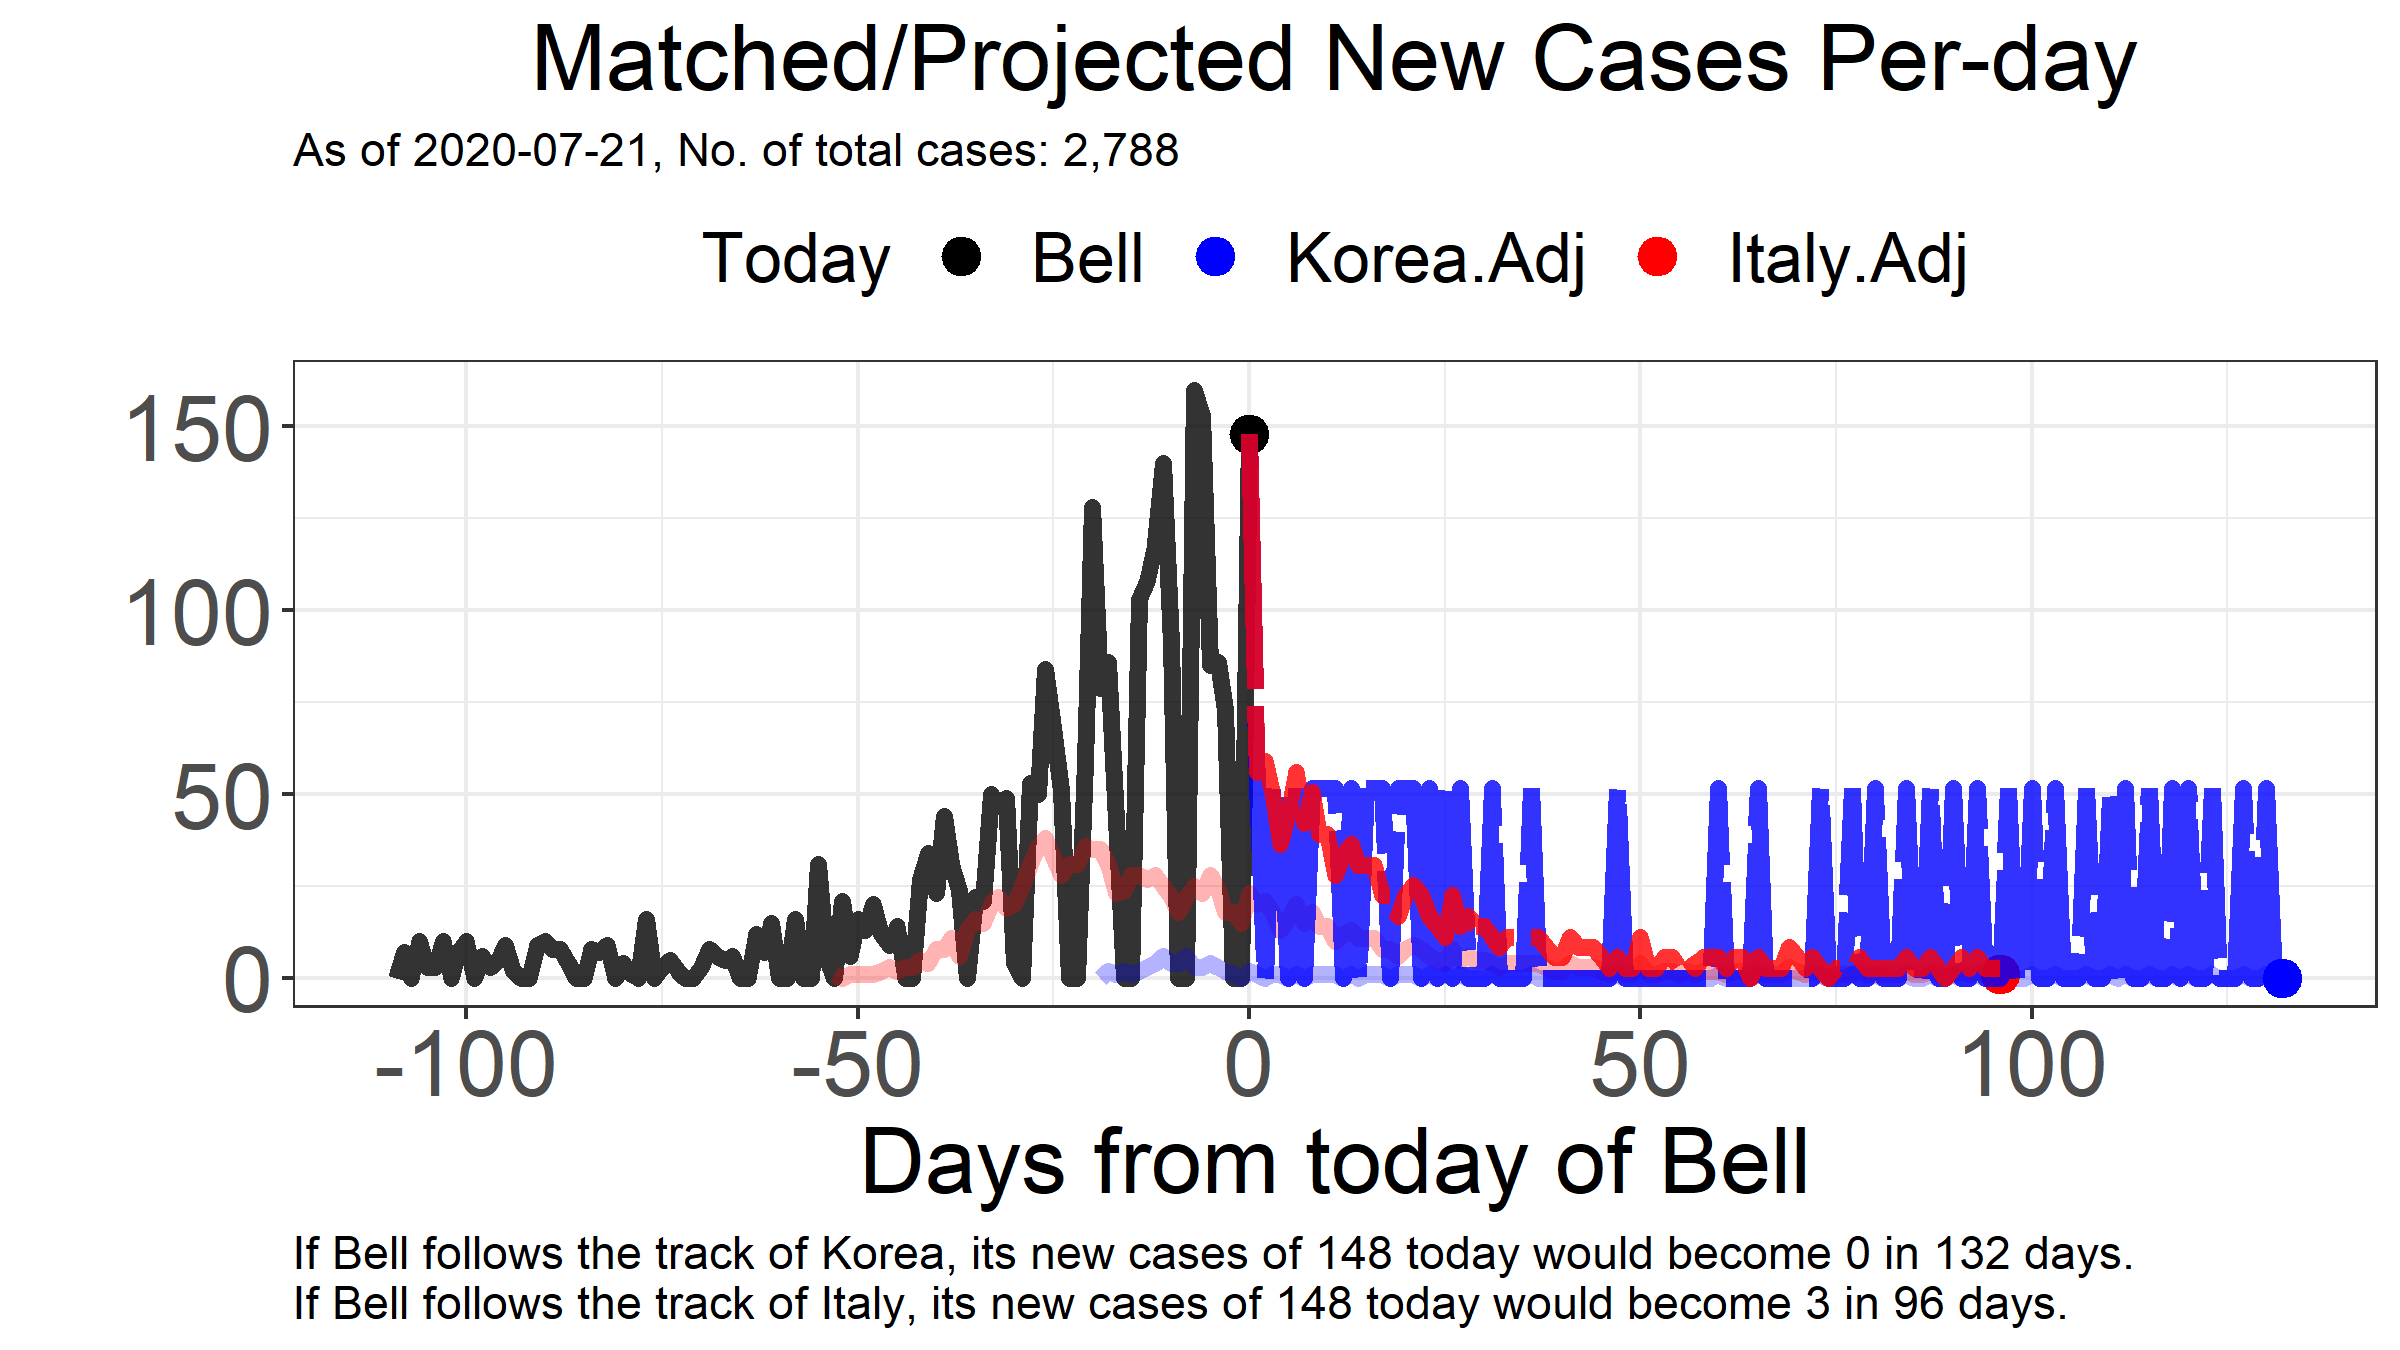 Matched/Projected New Cases Per-day
As of 2020-07-21, No. of total cases: 2,788
Today Bell Korea.Adj Italy.Adj
150
100
50
0
-100 -50 0 50 100
Days from today of Bell
If Bell follows the track of Korea, its new cases of 148 today would become 0 in 132 days.
If Bell follows the track of Italy, its new cases of 148 today would become 3 in 96 days.